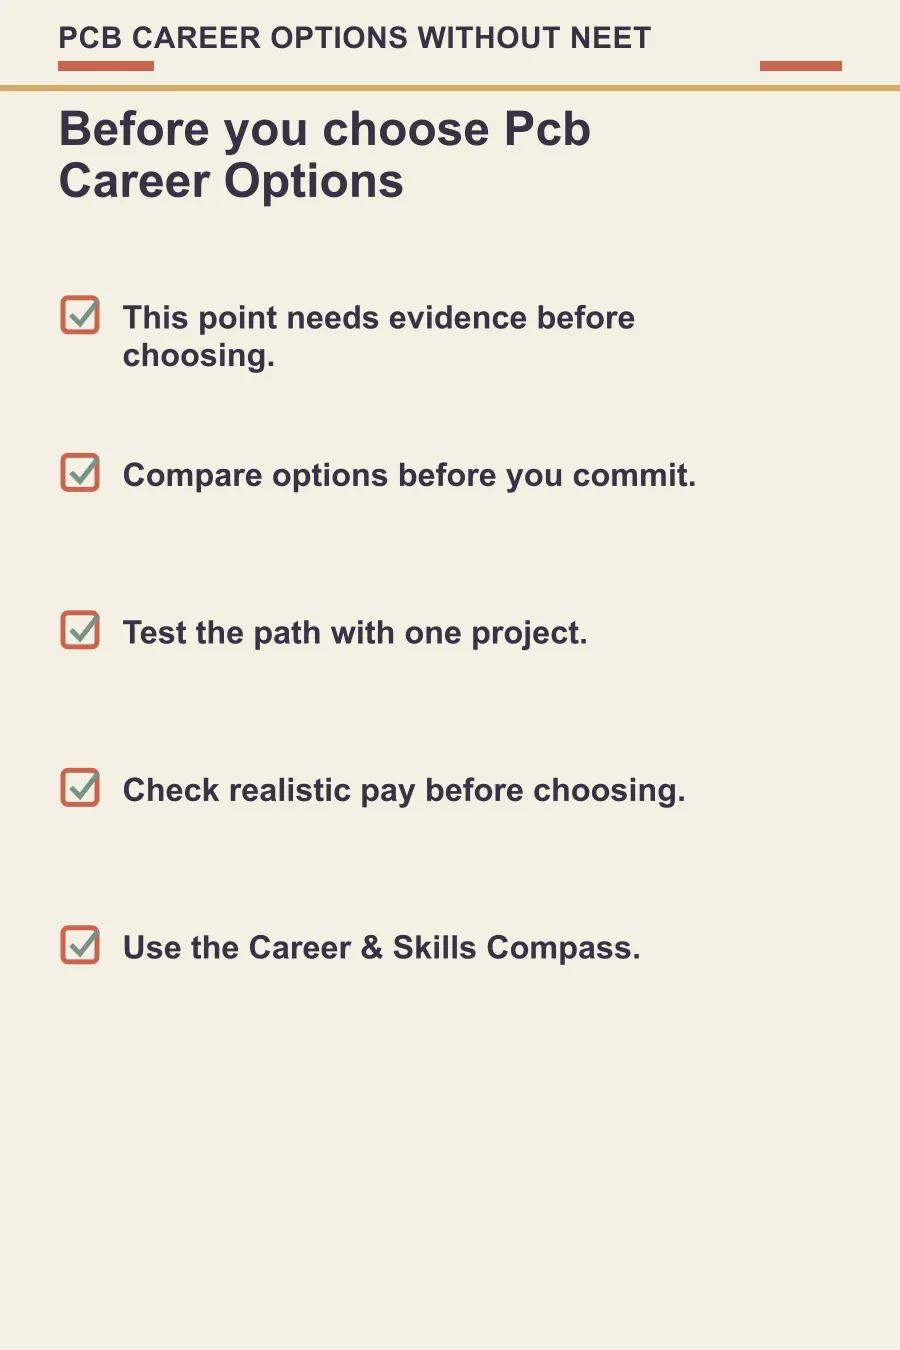 PCB CAREER OPTIONS WITHOUT NEET
Before you choose Pcb
Career Options
This point needs evidence before
choosing.
Compare options before you commit.
Test the path with one project.
Check realistic pay before choosing.
Use the Career & Skills Compass.